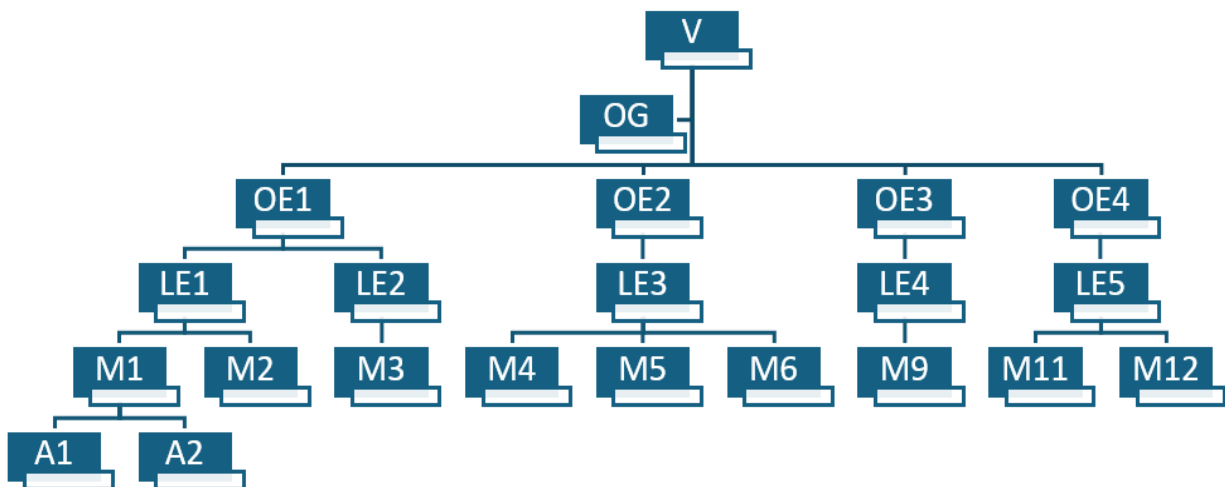 V
OG
OE1 OE2 OE3 OE4
LE1 LE2 LE3 LE4 LE5
M1 M2 M3 M4 M5 M6 M9 M11 M12
A1 A2